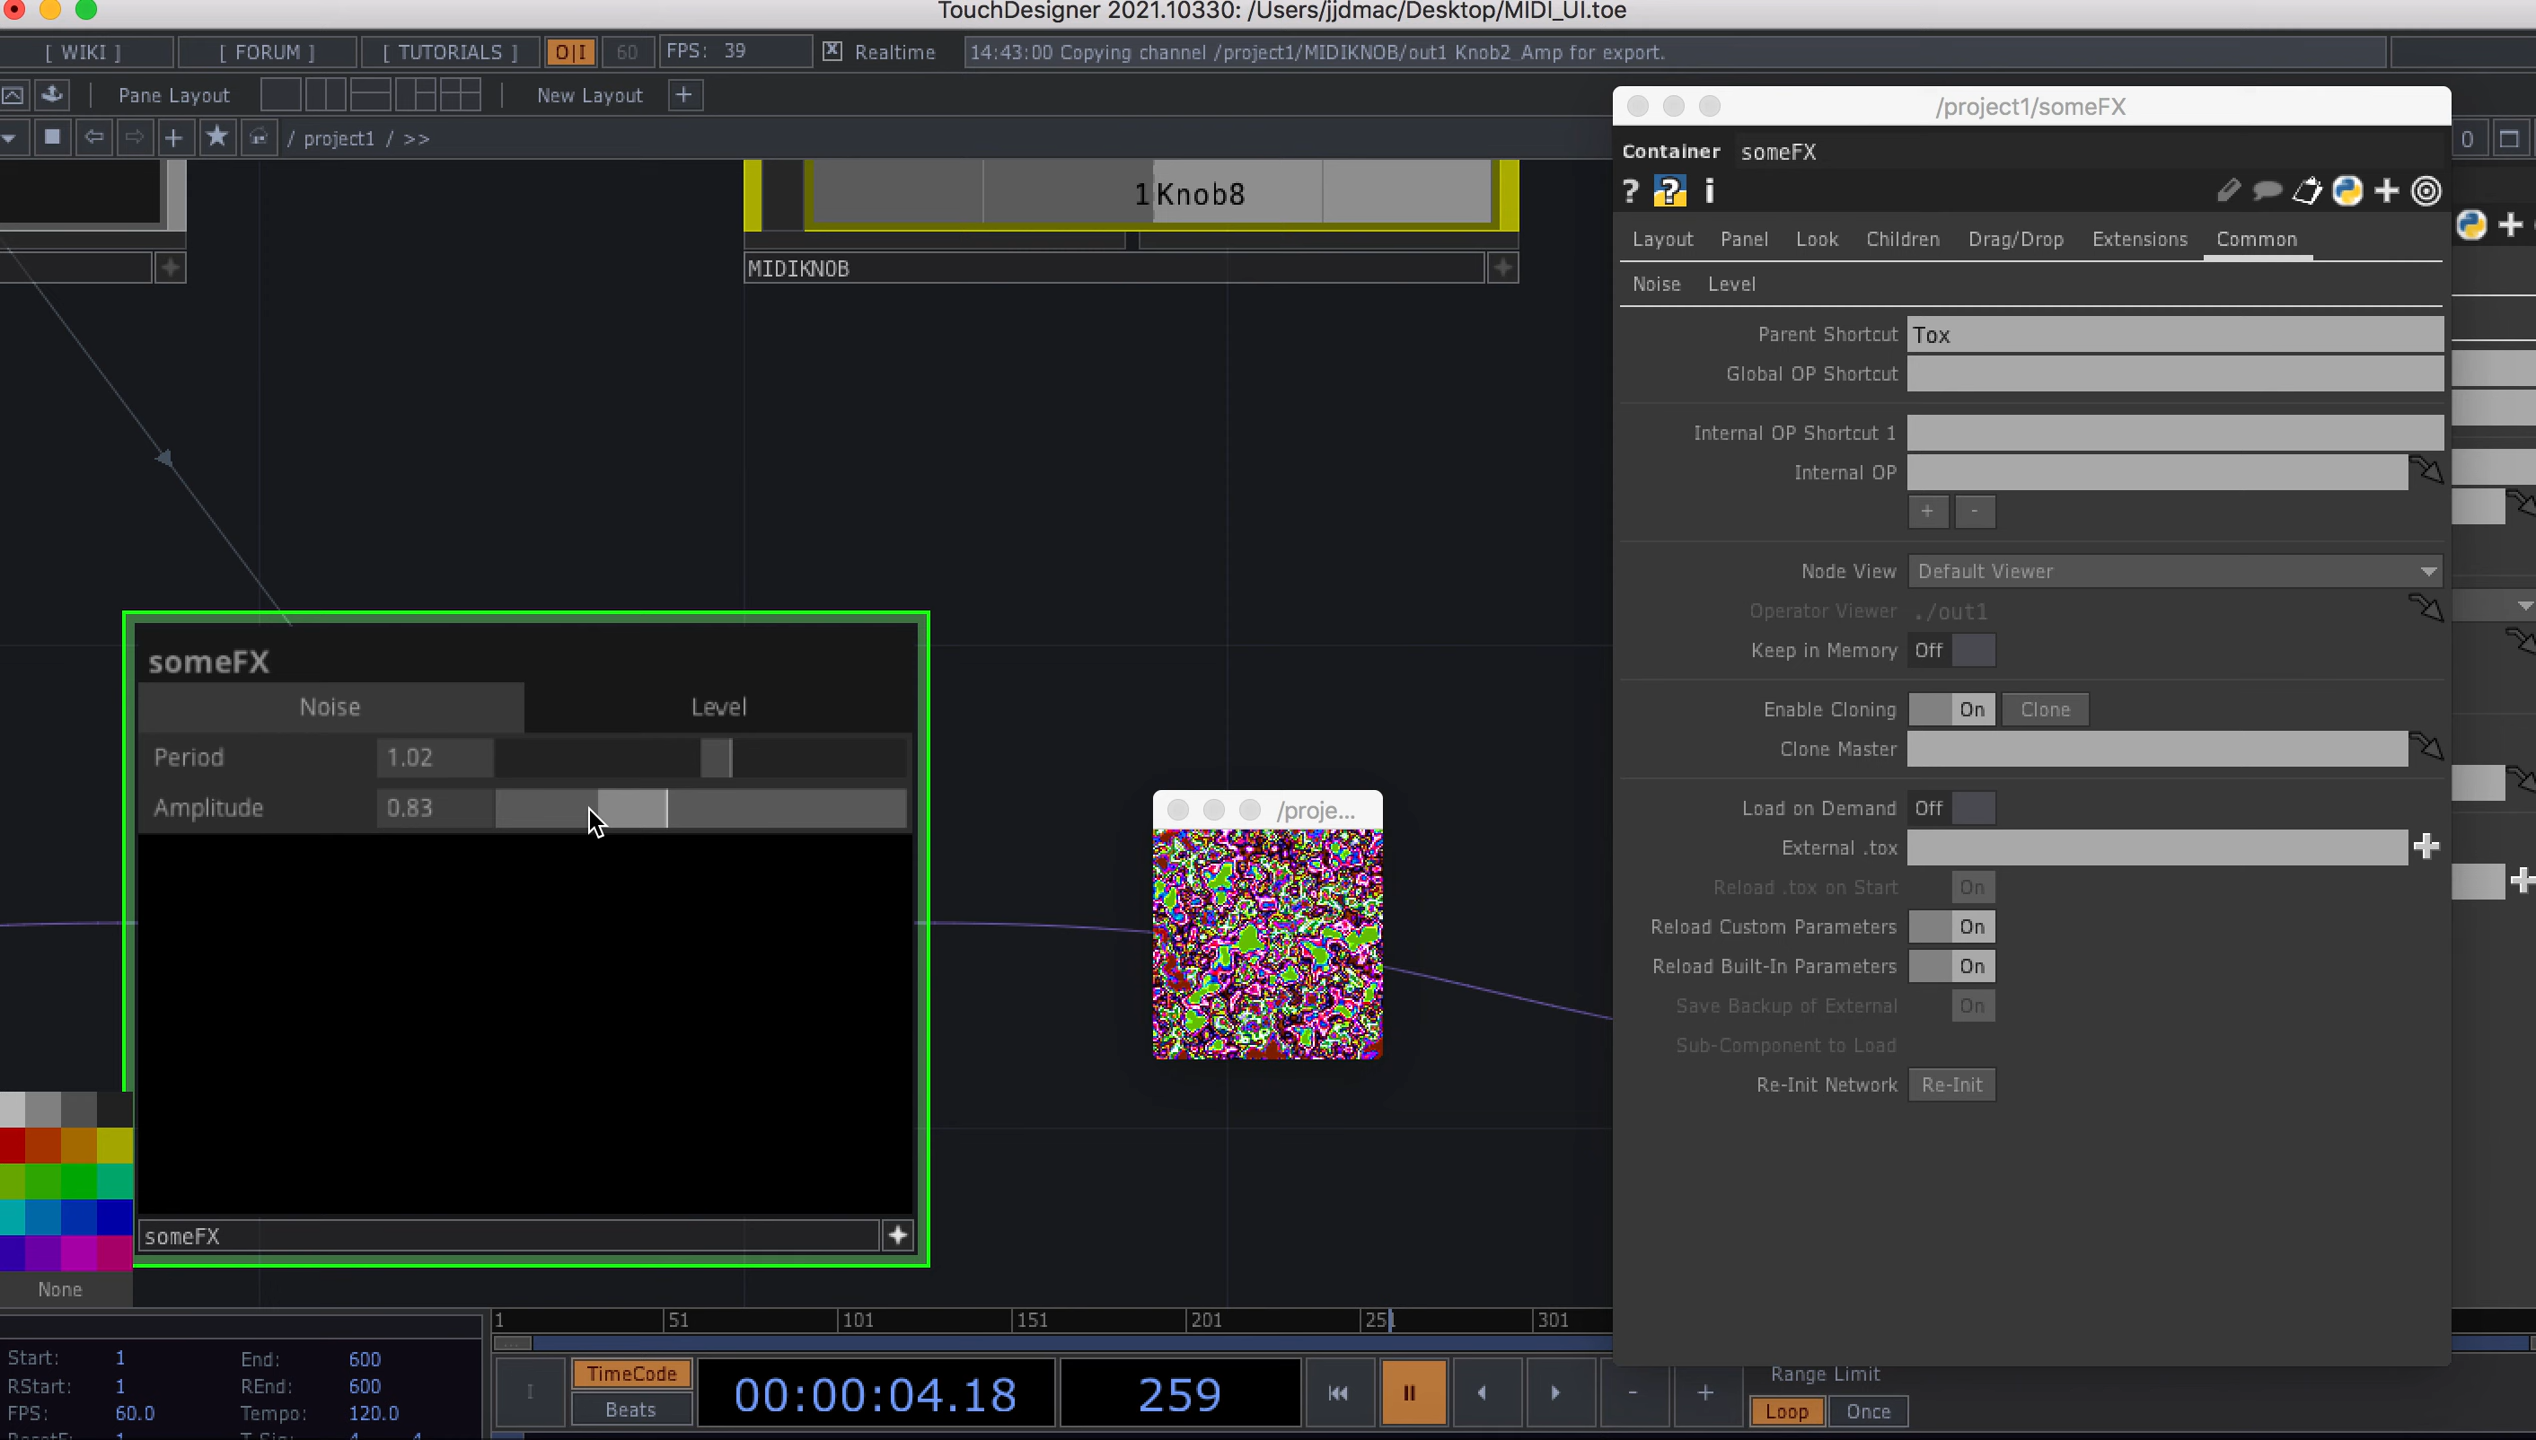 TouchDesigner 2021.10330: /Users/jjdmac/Desktop/MIDI_UI.toe
[ WIKI ] [ FORUM ] [ TUTORIALS ] O|I 60 FPS: 39 Realtime 14:43:00 Copying channel /project1/MIDIKNOB/out1 Knob2_Amp for export.
Pane Layout New Layout +
/ project1 / >> 0
1 Knob8
MIDIKNOB
someFX
Noise Level
Period 1.02
Amplitude 0.83
someFX
/proje...
/project1/someFX
Container someFX
? ? i
Layout Panel Look Children Drag/Drop Extensions Common
Noise Level
Parent Shortcut Tox
Global OP Shortcut
Internal OP Shortcut 1
Internal OP
+ -
Node View Default Viewer
Operator Viewer ./out1
Keep in Memory Off
Enable Cloning On Clone
Clone Master
Load on Demand Off
External .tox
Reload .tox on Start On
Reload Custom Parameters On
Reload Built-In Parameters On
Save Backup of External On
Sub-Component to Load
Re-Init Network Re-Init
None
1 51 101 151 201 251 301
Start: 1 End: 600
RStart: 1 REnd: 600
FPS: 60.0 Tempo: 120.0
TimeCode
Beats
00:00:04.18 259
- +
Range Limit
Loop Once